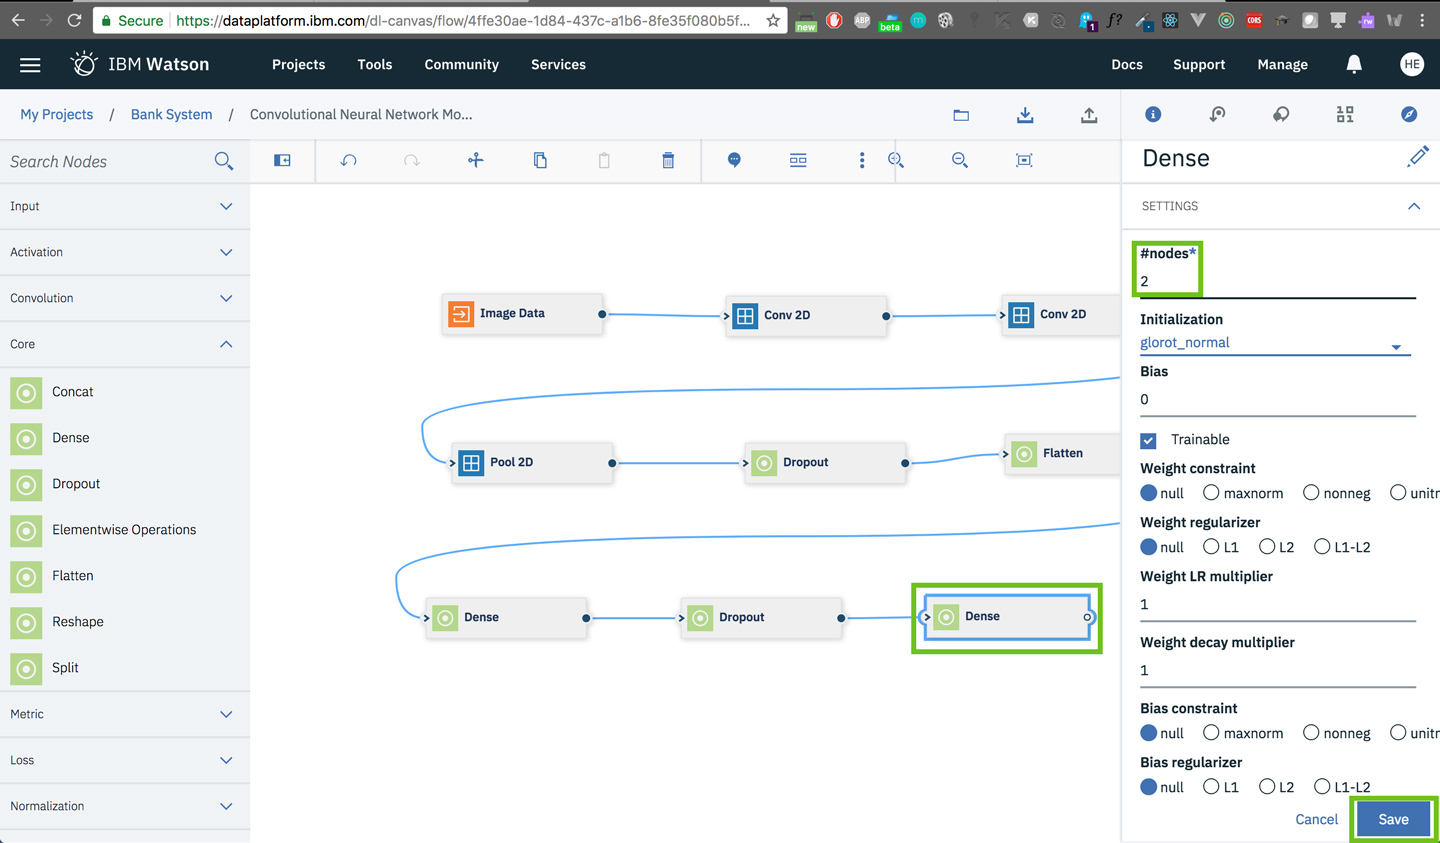 Secure https://dataplatform.ibm.com/dl-canvas/flow/4ffe30ae-1d84-437c-a1b6-8fe35f080b5f...
new ABP beta m K f? 1 CORS rw W
IBM Watson Projects Tools Community Services Docs Support Manage HE
My Projects / Bank System / Convolutional Neural Network Mo...
Search Nodes
Input
Activation
Convolution
Core
Concat
Dense
Dropout
Elementwise Operations
Flatten
Reshape
Split
Metric
Loss
Normalization
Image Data
Conv 2D
Conv 2D
Pool 2D
Dropout
Flatten
Dense
Dropout
Dense
Dense
SETTINGS
#nodes*
2
Initialization
glorot_normal
Bias
0
Trainable
Weight constraint
null maxnorm nonneg unitr
Weight regularizer
null L1 L2 L1-L2
Weight LR multiplier
1
Weight decay multiplier
1
Bias constraint
null maxnorm nonneg unitr
Bias regularizer
null L1 L2 L1-L2
Cancel Save